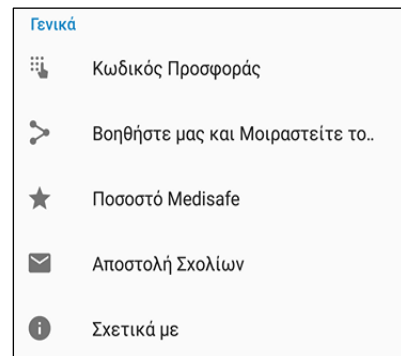 Γενικά
Κωδικός Προσφοράς
Βοηθήστε μας και Μοιραστείτε το..
Ποσοστό Medisafe
Αποστολή Σχολίων
Σχετικά με